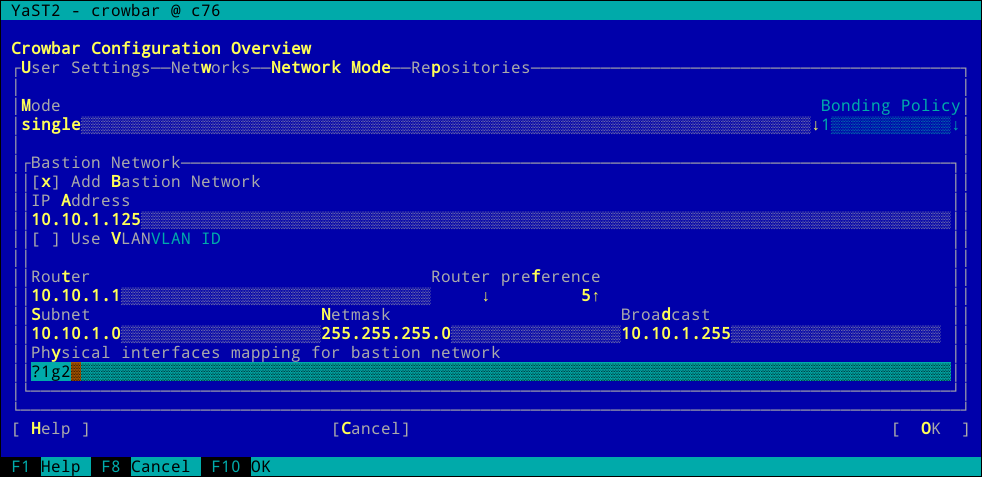 YaST2 - crowbar @ c76
Crowbar Configuration Overview
User Settings Networks Network Mode Repositories
Mode Bonding Policy
single ↓ 1 ↓
Bastion Network
[x] Add Bastion Network
IP Address
10.10.1.125
[ ] Use VLAN VLAN ID
Router Router preference
10.10.1.1 ↓ 5↑
Subnet Netmask Broadcast
10.10.1.0 255.255.255.0 10.10.1.255
Physical interfaces mapping for bastion network
?1g2
[ Help ] [Cancel] [ OK ]
F1 Help F8 Cancel F10 OK